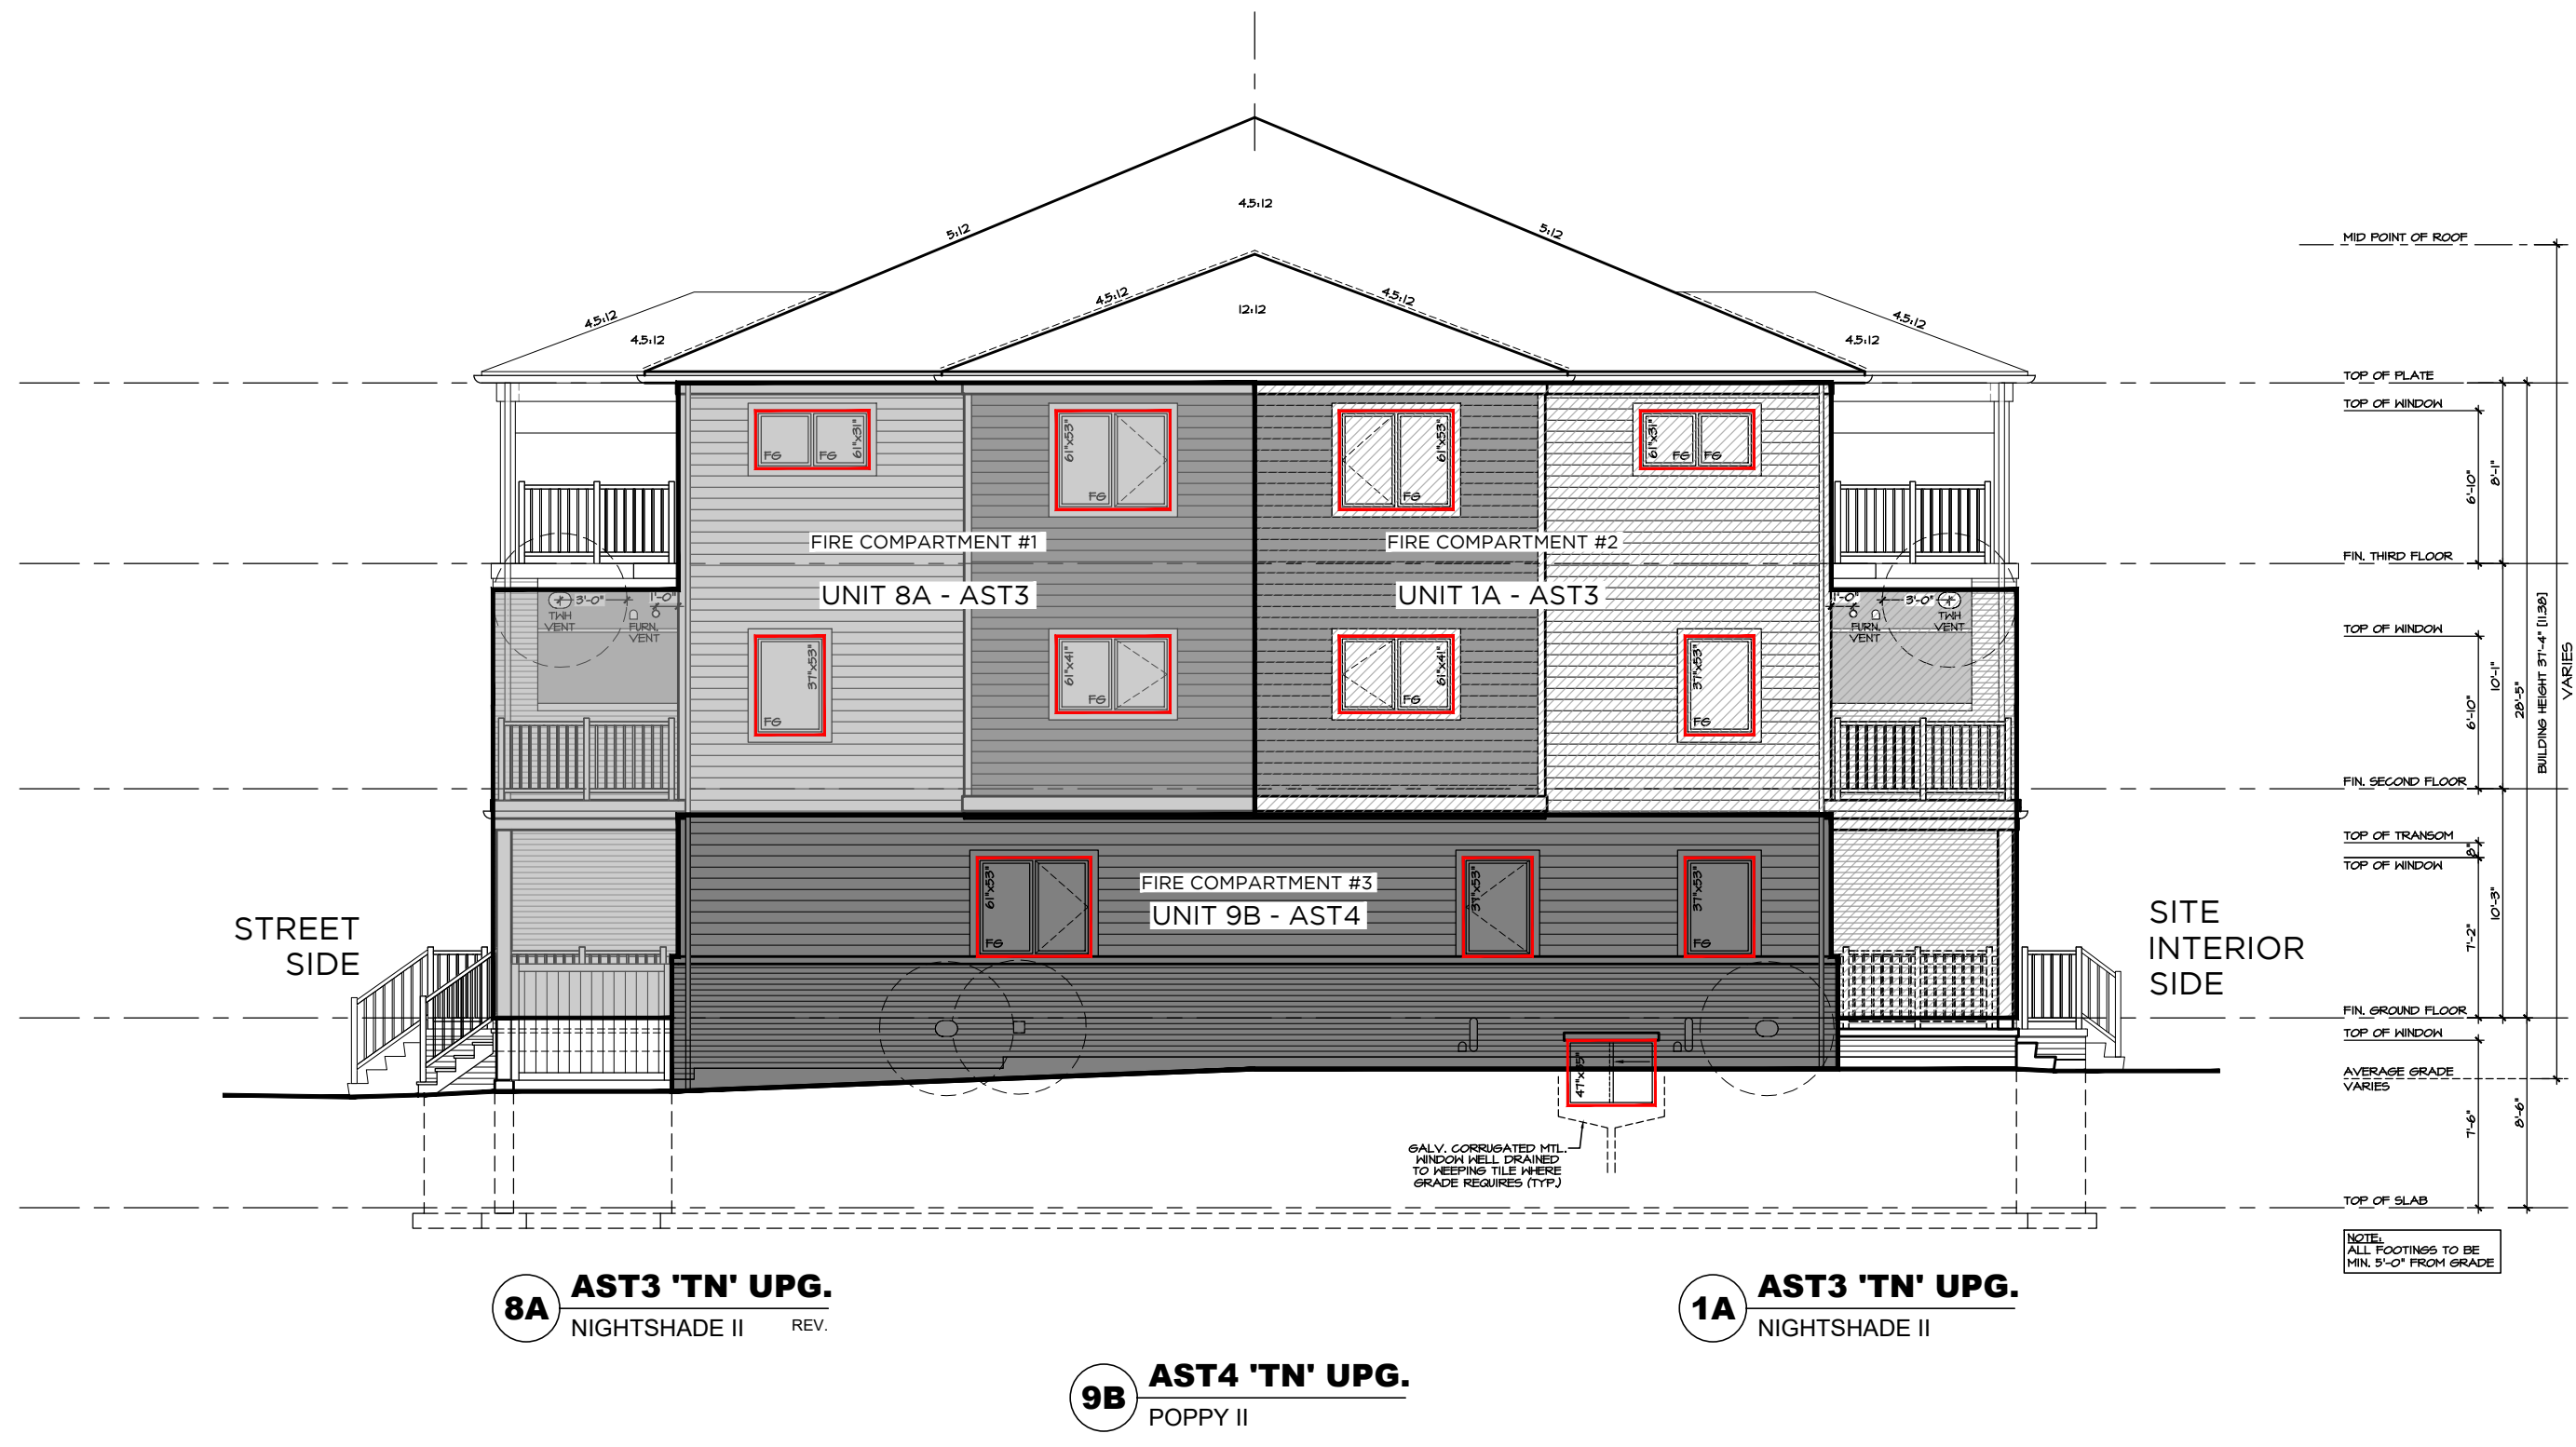 4.5:12
5:12
5:12
MID POINT OF ROOF
4.5:12
4.5:12
12:12
4.5:12
4.5:12
4.5:12
4.5:12
TOP OF PLATE
TOP OF WINDOW
FG
FG
61"x31"
61"x53"
FG
61"x53"
FG
61"x31"
FG
FG
6'-10"
8'-1"
FIRE COMPARTMENT #1
FIRE COMPARTMENT #2
FIN. THIRD FLOOR
UNIT 8A - AST3
UNIT 1A - AST3
3'-0"
1'-0"
TWH
VENT
FURN.
VENT
1'-0"
3'-0"
FURN.
VENT
TWH
VENT
TOP OF WINDOW
37"x53"
FG
61"x41"
FG
61"x41"
FG
37"x53"
FG
6'-10"
10'-1"
28'-5"
BUILDING HEIGHT 37'-4" [11.38]
VARIES
FIN. SECOND FLOOR
TOP OF TRANSOM
8"
TOP OF WINDOW
61"x53"
FG
FIRE COMPARTMENT #3
UNIT 9B - AST4
37"x53"
37"x53"
FG
7'-2"
10'-3"
STREET
SIDE
SITE
INTERIOR
SIDE
FIN. GROUND FLOOR
TOP OF WINDOW
47"x35"
AVERAGE GRADE
VARIES
7'-6"
8'-6"
GALV. CORRUGATED MTL.
WINDOW WELL DRAINED
TO WEEPING TILE WHERE
GRADE REQUIRES (TYP.)
TOP OF SLAB
NOTE:
ALL FOOTINGS TO BE
MIN. 5'-0" FROM GRADE
8A
AST3 'TN' UPG.
NIGHTSHADE II REV.
1A
AST3 'TN' UPG.
NIGHTSHADE II
9B
AST4 'TN' UPG.
POPPY II